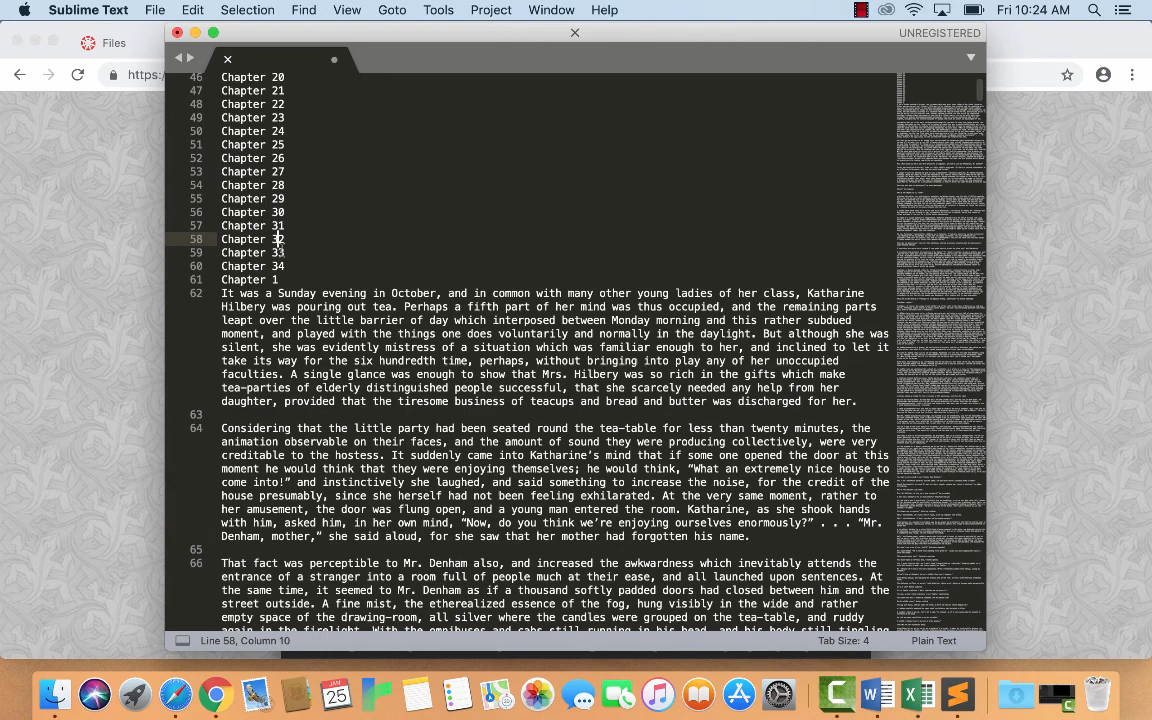 Sublime Text File Edit Selection Find View Goto Tools Project Window Help Fri 10:24 AM
UNREGISTERED
Files
https:
46 Chapter 20
47 Chapter 21
48 Chapter 22
49 Chapter 23
50 Chapter 24
51 Chapter 25
52 Chapter 26
53 Chapter 27
54 Chapter 28
55 Chapter 29
56 Chapter 30
57 Chapter 31
58 Chapter 32
59 Chapter 33
60 Chapter 34
61 Chapter 1
62 It was a Sunday evening in October, and in common with many other young ladies of her class, Katharine
Hilbery was pouring out tea. Perhaps a fifth part of her mind was thus occupied, and the remaining parts
leapt over the little barrier of day which interposed between Monday morning and this rather subdued
moment, and played with the things one does voluntarily and normally in the daylight. But although she was
silent, she was evidently mistress of a situation which was familiar enough to her, and inclined to let it
take its way for the six hundredth time, perhaps, without bringing into play any of her unoccupied
faculties. A single glance was enough to show that Mrs. Hilbery was so rich in the gifts which make
tea-parties of elderly distinguished people successful, that she scarcely needed any help from her
daughter, provided that the tiresome business of teacups and bread and butter was discharged for her.
63
64 Considering that the little party had been seated round the tea-table for less than twenty minutes, the
animation observable on their faces, and the amount of sound they were producing collectively, were very
creditable to the hostess. It suddenly came into Katharine's mind that if some one opened the door at this
moment he would think that they were enjoying themselves; he would think, “What an extremely nice house to
come into!” and instinctively she laughed, and said something to increase the noise, for the credit of the
house presumably, since she herself had not been feeling exhilarated. At the very same moment, rather to
her amusement, the door was flung open, and a young man entered the room. Katharine, as she shook hands
with him, asked him, in her own mind, “Now, do you think we’re enjoying ourselves enormously?” . . . “Mr.
Denham, mother,” she said aloud, for she saw that her mother had forgotten his name.
65
66 That fact was perceptible to Mr. Denham also, and increased the awkwardness which inevitably attends the
entrance of a stranger into a room full of people much at their ease, and all launched upon sentences. At
the same time, it seemed to Mr. Denham as if a thousand softly padded doors had closed between him and the
street outside. A fine mist, the etherealized essence of the fog, hung visibly in the wide and rather
empty space of the drawing-room, all silver where the candles were grouped on the tea-table, and ruddy
again in the firelight. With the omnibuses and cabs still running in his head, and his body still tingling
Line 58, Column 10 Tab Size: 4 Plain Text
JAN
25